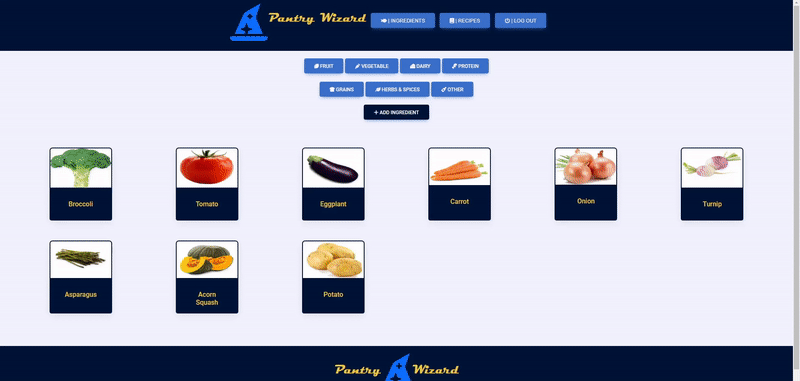 Pantry Wizard | INGREDIENTS | RECIPES | LOG OUT
FRUIT VEGETABLE DAIRY PROTEIN
GRAINS HERBS & SPICES OTHER
+ ADD INGREDIENT
Broccoli Tomato Eggplant Carrot Onion Turnip
Asparagus Acorn Squash Potato
Pantry Wizard